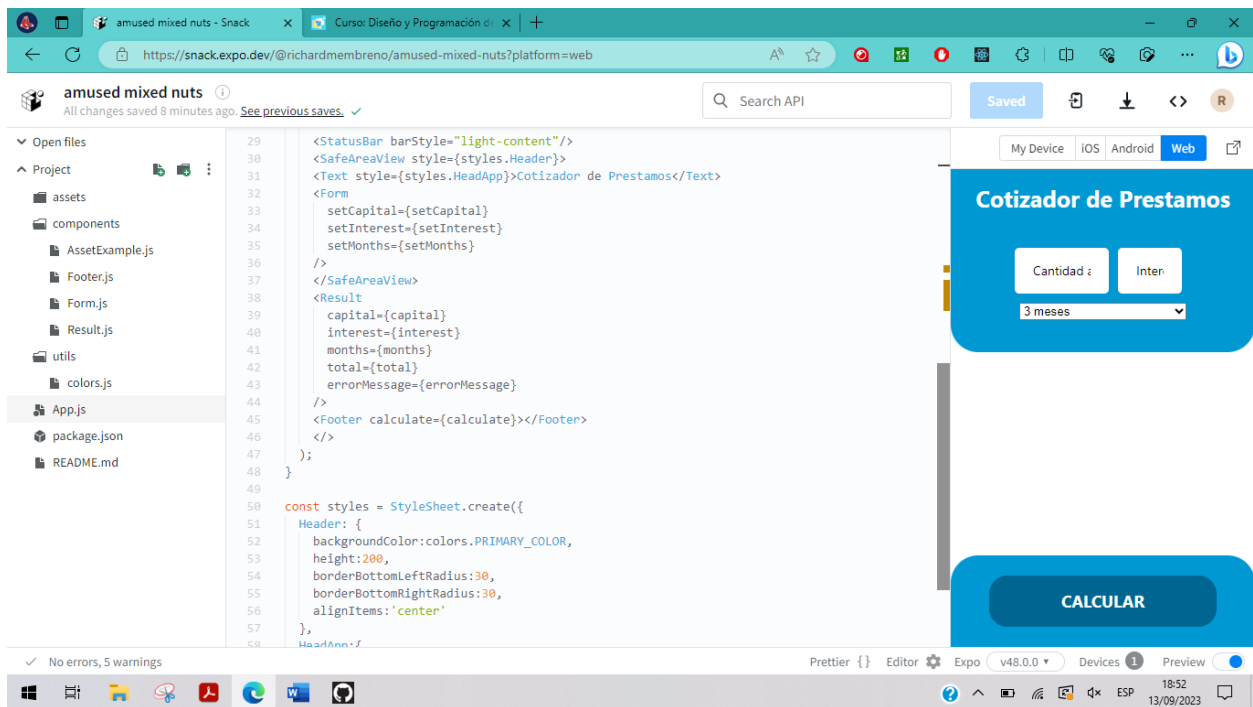 amused mixed nuts - Snack
Curso: Diseño y Programación de
https://snack.expo.dev/@richardmembreno/amused-mixed-nuts?platform=web
amused mixed nuts
All changes saved 8 minutes ago. See previous saves.
Search API
Saved
R
Open files
Project
assets
components
AssetExample.js
Footer.js
Form.js
Result.js
utils
colors.js
App.js
package.json
README.md
29 <StatusBar barStyle="light-content"/>
30 <SafeAreaView style={styles.Header}>
31 <Text style={styles.HeadApp}>Cotizador de Prestamos</Text>
32 <Form
33 setCapital={setCapital}
34 setInterest={setInterest}
35 setMonths={setMonths}
36 />
37 </SafeAreaView>
38 <Result
39 capital={capital}
40 interest={interest}
41 months={months}
42 total={total}
43 errorMessage={errorMessage}
44 />
45 <Footer calculate={calculate}></Footer>
46 </>
47 );
48 }
49
50 const styles = StyleSheet.create({
51 Header: {
52 backgroundColor:colors.PRIMARY_COLOR,
53 height:200,
54 borderBottomLeftRadius:30,
55 borderBottomRightRadius:30,
56 alignItems:'center'
57 },
58 HeadApp:{
My Device iOS Android Web
Cotizador de Prestamos
Cantidad a
Inter
3 meses
CALCULAR
No errors, 5 warnings
Prettier { } Editor Expo v48.0.0 Devices 1 Preview
ESP
18:52
13/09/2023